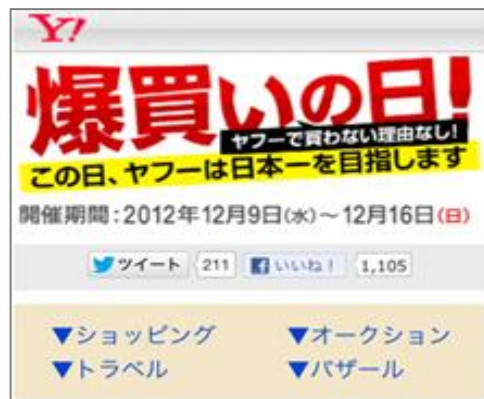 Y!
爆買いの日!
ヤフーで買わない理由なし!
この日、ヤフーは日本一を目指します
開催期間:2012年12月9日(水)～12月16日(日)
ツイート 211 いいね! 1,105
▼ショッピング ▼オークション
▼トラベル ▼バザール